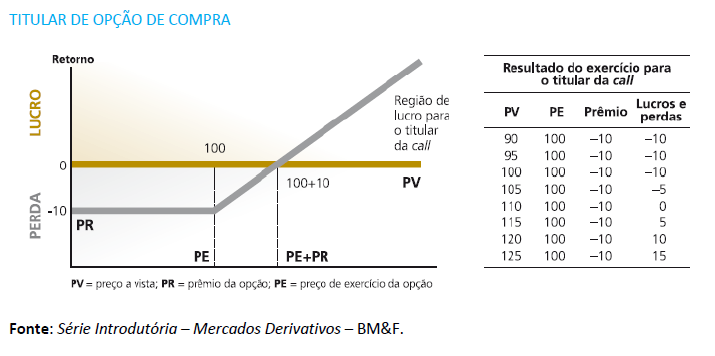 TITULAR DE OPÇÃO DE COMPRA
Retorno
LUCRO
PERDA
Região de
lucro para
o titular
da call
100
0
100+10
PV
-10
PR
PE
PE+PR
PV = preço a vista; PR = prêmio da opção; PE = preço de exercício da opção
Resultado do exercício para
o titular da call
PV PE Prêmio Lucros e perdas
90 100 –10 –10
95 100 –10 –10
100 100 –10 –10
105 100 –10 –5
110 100 –10 0
115 100 –10 5
120 100 –10 10
125 100 –10 15
Fonte: Série Introdutória – Mercados Derivativos – BM&F.